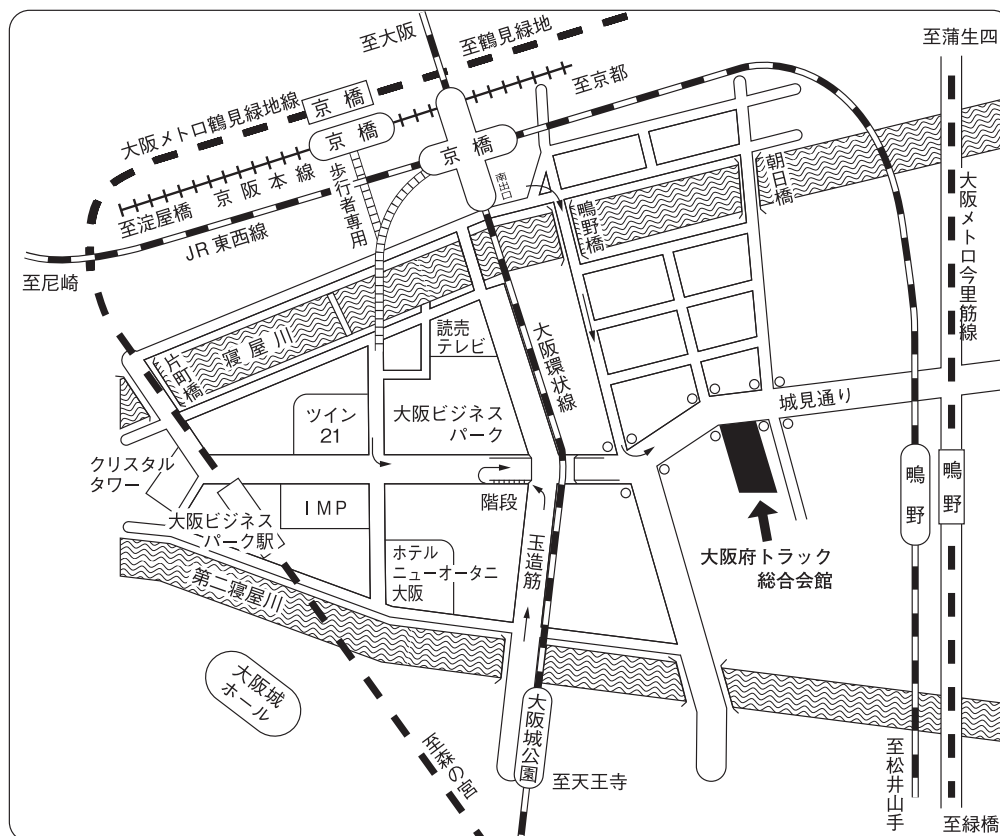 至大阪
至鶴見緑地
至蒲生四
大阪メトロ鶴見緑地線
京橋
至京都
京橋
京橋
至淀屋橋
京阪本線
歩行者専用
南出口
JR東西線
至尼崎
鴫野橋
朝日橋
大阪メトロ今里筋線
寝屋川
片町橋
読売
テレビ
大阪環状線
ツイン
21
大阪ビジネス
パーク
城見通り
クリスタル
タワー
IMP
階段
大阪ビジネス
パーク駅
鴫野
鴫野
ホテル
ニューオータニ
大阪
玉造筋
大阪府トラック
総合会館
第二寝屋川
大阪城
ホール
大阪城公園
至森の宮
至天王寺
至松井山手
至緑橋